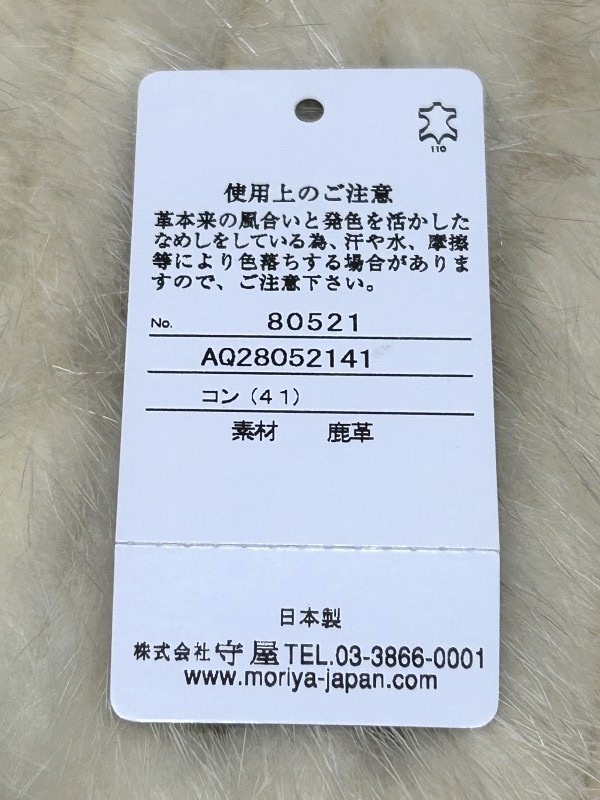 110
使用上のご注意
革本来の風合いと発色を活かした
なめしをしている為、汗や水、摩擦
等により色落ちする場合がありま
すので、ご注意下さい。
No. 80521
AQ28052141
コン(41)
素材 鹿革
日本製
株式会社 守屋 TEL.03-3866-0001
www.moriya-japan.com